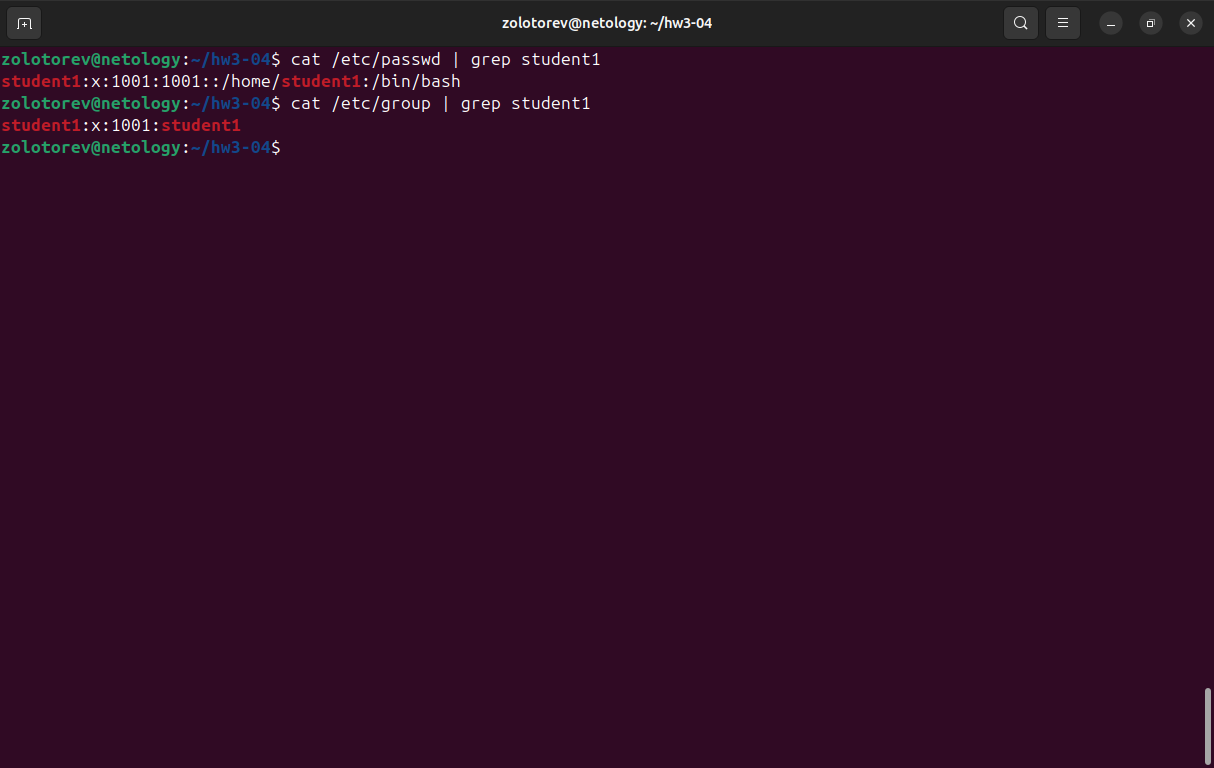 zolotorev@netology: ~/hw3-04
zolotorev@netology:~/hw3-04$ cat /etc/passwd | grep student1
student1:x:1001:1001::/home/student1:/bin/bash
zolotorev@netology:~/hw3-04$ cat /etc/group | grep student1
student1:x:1001:student1
zolotorev@netology:~/hw3-04$